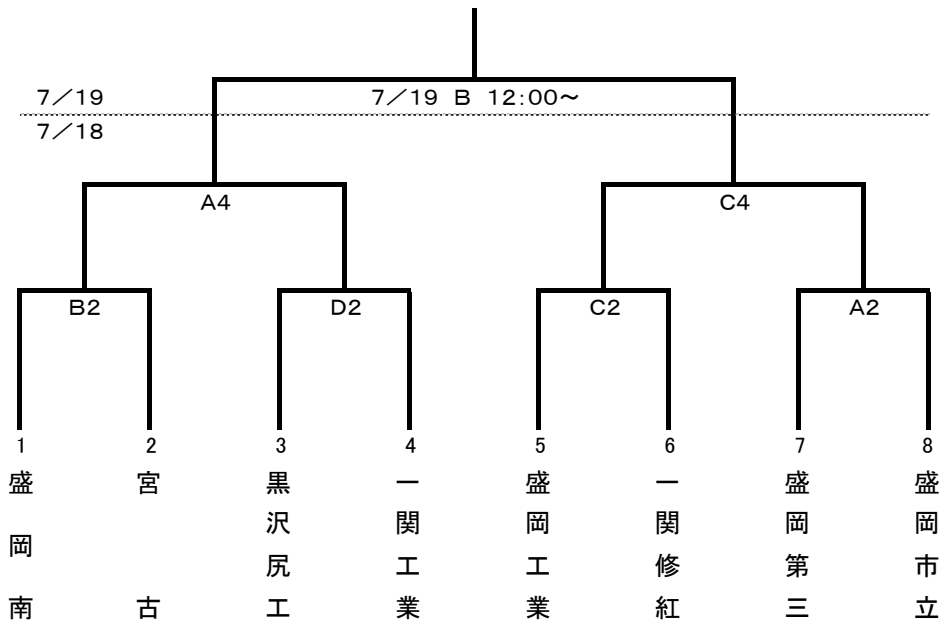 7／19
7／19 B 12:00～
7／18
A4
C4
B2
D2
C2
A2
1
2
3
4
5
6
7
8
盛岡南
宮古
黒沢尻工
一関工業
盛岡工業
一関修紅
盛岡第三
盛岡市立